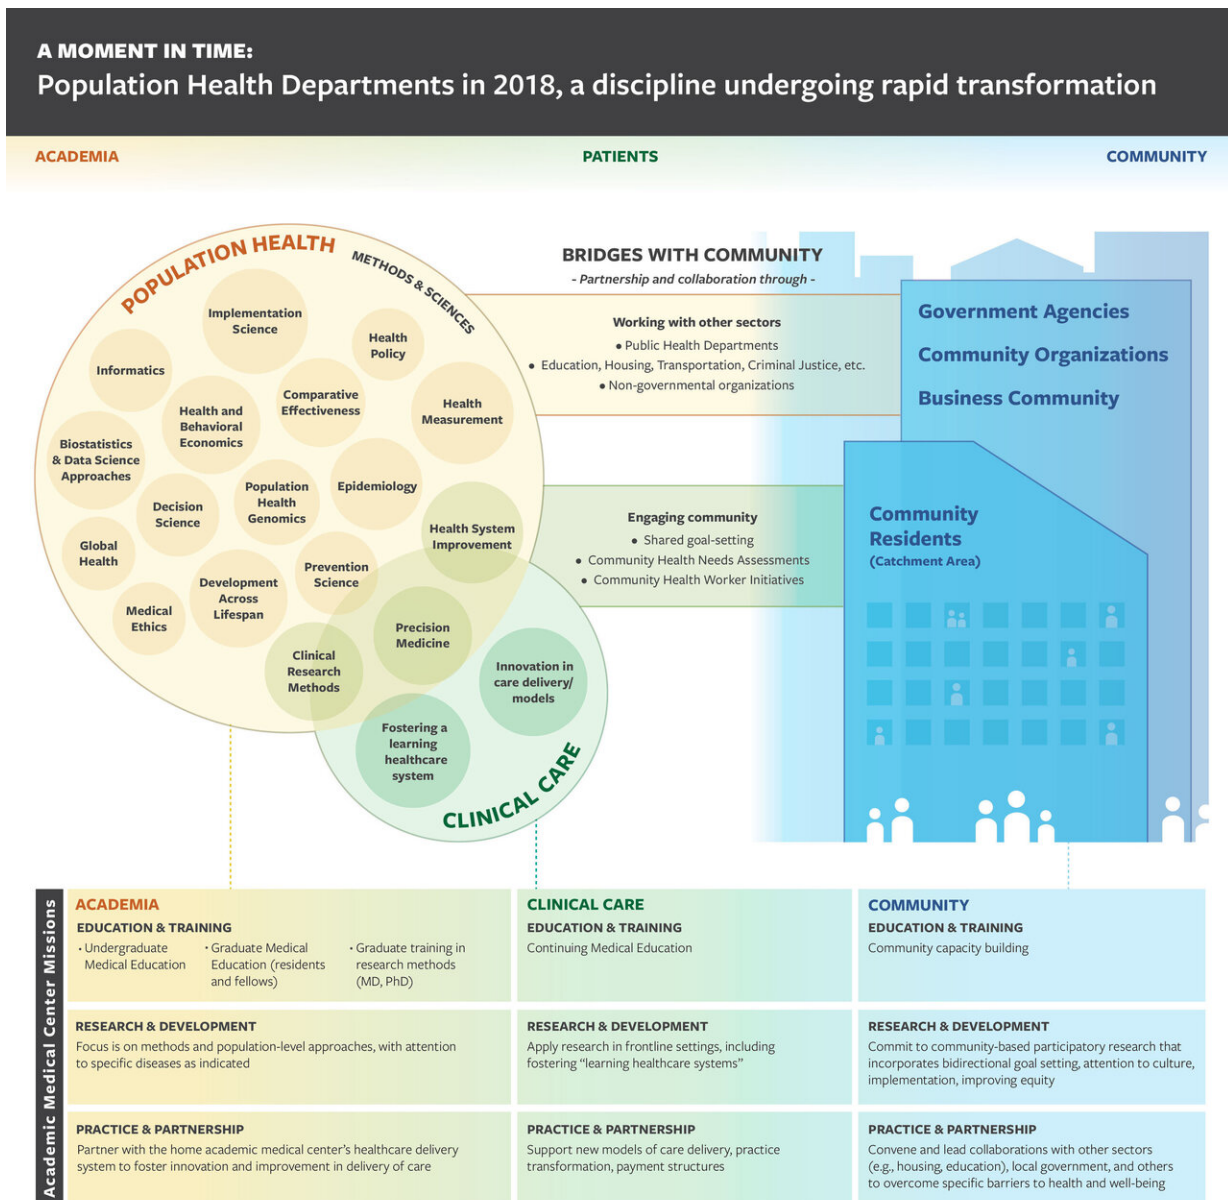 A MOMENT IN TIME:
Population Health Departments in 2018, a discipline undergoing rapid transformation
ACADEMIA
PATIENTS
COMMUNITY
POPULATION HEALTH
METHODS & SCIENCES
Implementation
Science
Health
Policy
Informatics
Comparative
Effectiveness
Health
Measurement
Health and
Behavioral
Economics
Biostatistics
& Data Science
Approaches
Population
Health
Genomics
Epidemiology
Decision
Science
Health System
Improvement
Global
Health
Prevention
Science
Development
Across
Lifespan
Medical
Ethics
Precision
Medicine
Clinical
Research
Methods
Innovation in
care delivery/
models
Fostering a
learning
healthcare
system
CLINICAL CARE
BRIDGES WITH COMMUNITY
- Partnership and collaboration through -
Working with other sectors
• Public Health Departments
• Education, Housing, Transportation, Criminal Justice, etc.
• Non-governmental organizations
Engaging community
• Shared goal-setting
• Community Health Needs Assessments
• Community Health Worker Initiatives
Government Agencies
Community Organizations
Business Community
Community
Residents
(Catchment Area)
Academic Medical Center Missions
ACADEMIA
EDUCATION & TRAINING
• Undergraduate
Medical Education
• Graduate Medical
Education (residents
and fellows)
• Graduate training in
research methods
(MD, PhD)
CLINICAL CARE
EDUCATION & TRAINING
Continuing Medical Education
COMMUNITY
EDUCATION & TRAINING
Community capacity building
RESEARCH & DEVELOPMENT
Focus is on methods and population-level approaches, with attention
to specific diseases as indicated
RESEARCH & DEVELOPMENT
Apply research in frontline settings, including
fostering “learning healthcare systems”
RESEARCH & DEVELOPMENT
Commit to community-based participatory research that
incorporates bidirectional goal setting, attention to culture,
implementation, improving equity
PRACTICE & PARTNERSHIP
Partner with the home academic medical center’s healthcare delivery
system to foster innovation and improvement in delivery of care
PRACTICE & PARTNERSHIP
Support new models of care delivery, practice
transformation, payment structures
PRACTICE & PARTNERSHIP
Convene and lead collaborations with other sectors
(e.g., housing, education), local government, and others
to overcome specific barriers to health and well-being